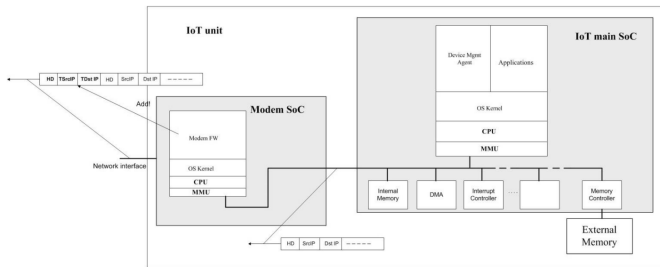 IoT unit
IoT main SoC
Device Mgmt
Agent
Applications
OS Kernel
CPU
MMU
HD TSrcIP TDst IP HD SrcIP Dst IP -----
Add!
Modem SoC
Modem FW
OS Kernel
CPU
MMU
Network interface
Internal
Memory
DMA
Interrupt
Controller
.....
Memory
Controller
External
Memory
HD SrcIP Dst IP -----